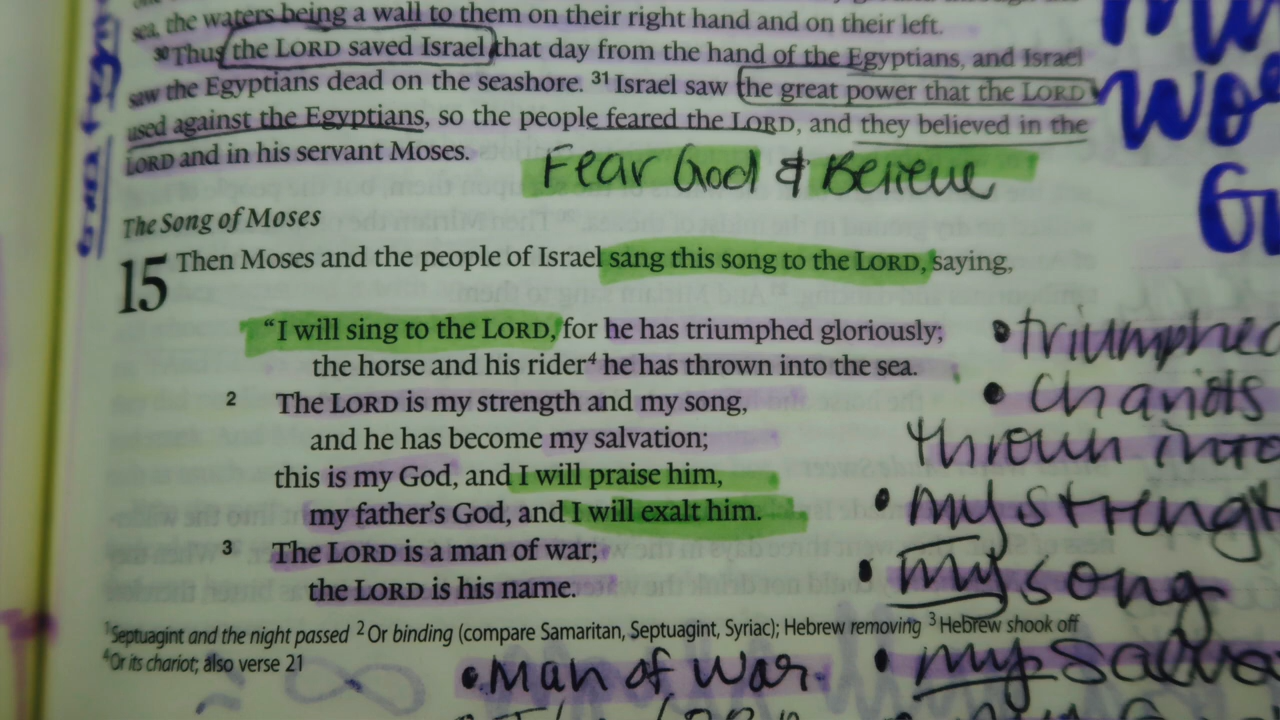 sea, the waters being a wall to them on their right hand and on their left.
30 Thus the LORD saved Israel that day from the hand of the Egyptians, and Israel
saw the Egyptians dead on the seashore. 31 Israel saw the great power that the LORD
used against the Egyptians, so the people feared the LORD, and they believed in the
LORD and in his servant Moses.
Fear God & Believe
The Song of Moses
15 Then Moses and the people of Israel sang this song to the LORD, saying,
"I will sing to the LORD, for he has triumphed gloriously;
the horse and his rider4 he has thrown into the sea.
2 The LORD is my strength and my song,
and he has become my salvation;
this is my God, and I will praise him,
my father's God, and I will exalt him.
3 The LORD is a man of war;
the LORD is his name.
• triumphed
• chariots
thrown into
• my strengt
• my song
• my salva
1Septuagint and the night passed 2Or binding (compare Samaritan, Septuagint, Syriac); Hebrew removing 3Hebrew shook off
4Or its chariot; also verse 21
• Man of war.